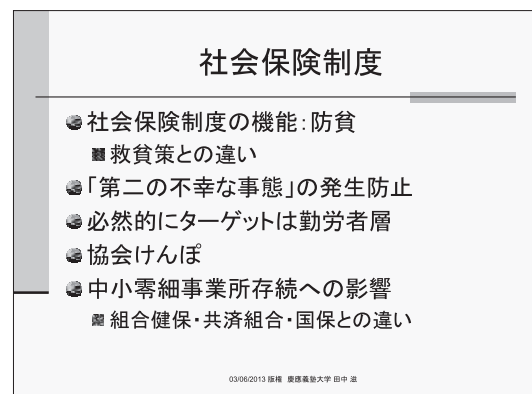 社会保険制度
社会保険制度の機能：防貧
救貧策との違い
「第二の不幸な事態」の発生防止
必然的にターゲットは勤労者層
協会けんぽ
中小零細事業所存続への影響
組合健保・共済組合・国保との違い
03/06/2013 版権 慶應義塾大学 田中 滋